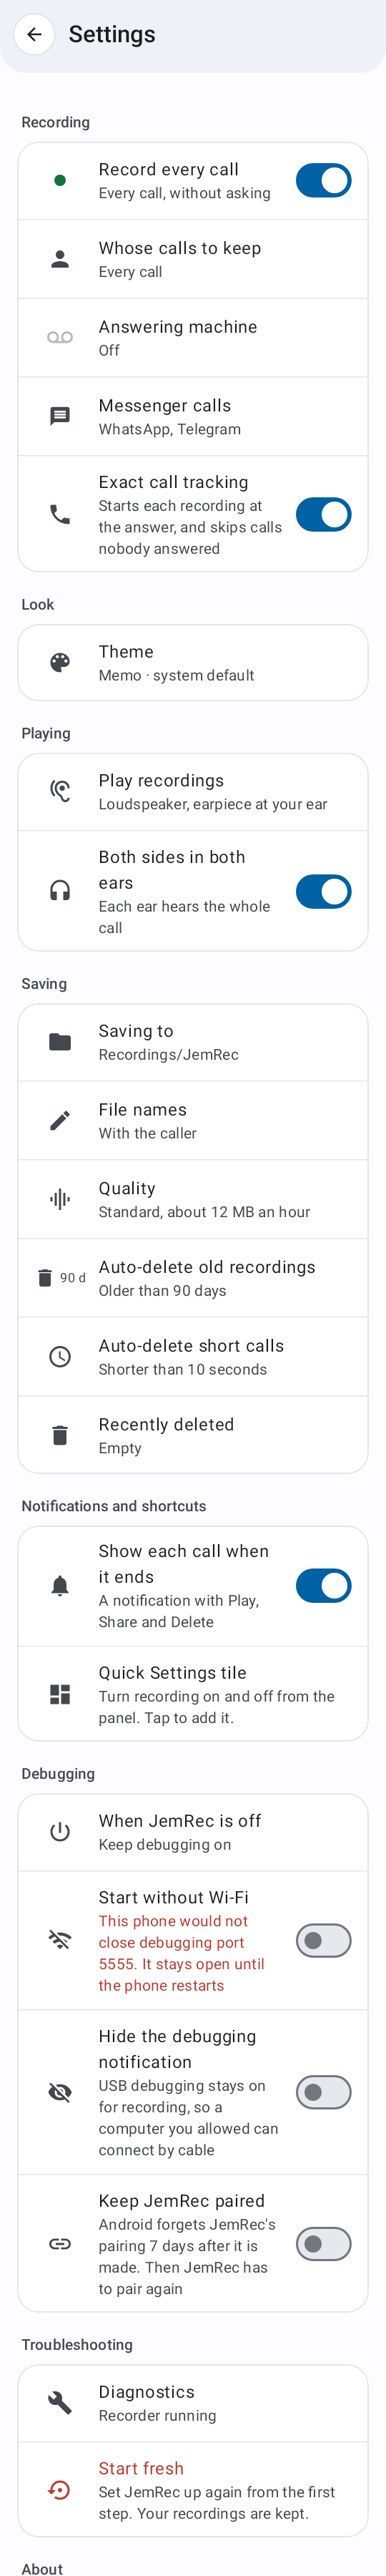 Settings
Recording
Record every call
Every call, without asking
Whose calls to keep
Every call
Answering machine
Off
Messenger calls
WhatsApp, Telegram
Exact call tracking
Starts each recording at
the answer, and skips calls
nobody answered
Look
Theme
Memo · system default
Playing
Play recordings
Loudspeaker, earpiece at your ear
Both sides in both
ears
Each ear hears the whole
call
Saving
Saving to
Recordings/JemRec
File names
With the caller
Quality
Standard, about 12 MB an hour
90 d
Auto-delete old recordings
Older than 90 days
Auto-delete short calls
Shorter than 10 seconds
Recently deleted
Empty
Notifications and shortcuts
Show each call when
it ends
A notification with Play,
Share and Delete
Quick Settings tile
Turn recording on and off from the
panel. Tap to add it.
Debugging
When JemRec is off
Keep debugging on
Start without Wi-Fi
This phone would not
close debugging port
5555. It stays open until
the phone restarts
Hide the debugging
notification
USB debugging stays on
for recording, so a
computer you allowed can
connect by cable
Keep JemRec paired
Android forgets JemRec's
pairing 7 days after it is
made. Then JemRec has
to pair again
Troubleshooting
Diagnostics
Recorder running
Start fresh
Set JemRec up again from the first
step. Your recordings are kept.
About